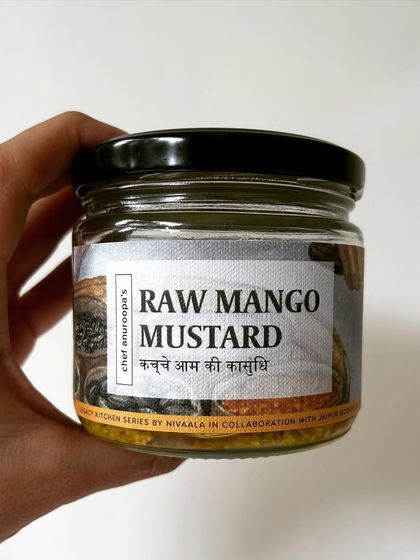 chef anuroopa's
RAW MANGO
MUSTARD
कच्चे आम की कासुंधि
LEGACY KITCHEN SERIES BY NIVAALA IN COLLABORATION WITH JAIPUR